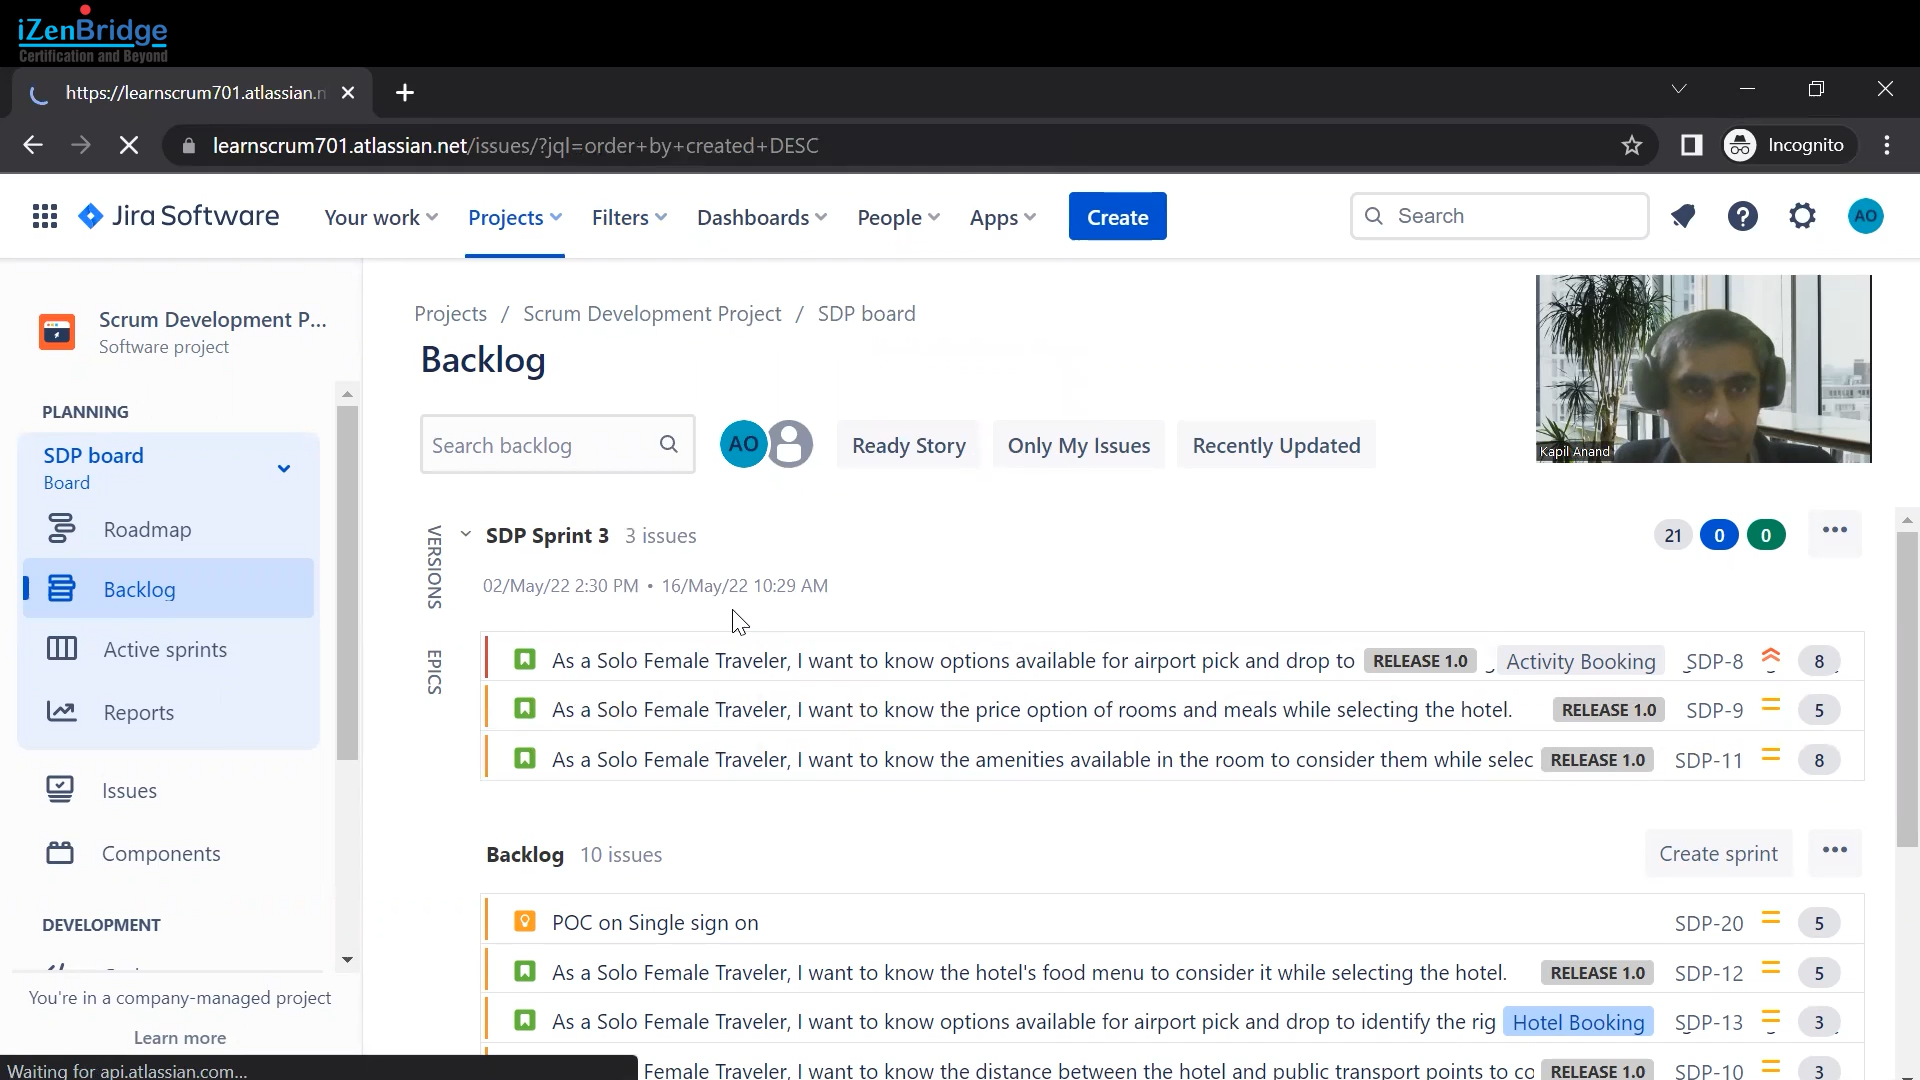 iZenBridge
Certification and Beyond
https://learnscrum701.atlassian.n
learnscrum701.atlassian.net/issues/?jql=order+by+created+DESC
Incognito
Jira Software
Your work
Projects
Filters
Dashboards
People
Apps
Create
Search
AO
Scrum Development P...
Software project
PLANNING
SDP board
Board
Roadmap
Backlog
Active sprints
Reports
Issues
Components
DEVELOPMENT
You're in a company-managed project
Learn more
Waiting for api.atlassian.com...
Projects / Scrum Development Project / SDP board
Backlog
Search backlog
AO
Ready Story
Only My Issues
Recently Updated
Kapil Anand
VERSIONS
EPICS
SDP Sprint 3 3 issues
21 0 0
02/May/22 2:30 PM • 16/May/22 10:29 AM
As a Solo Female Traveler, I want to know options available for airport pick and drop to RELEASE 1.0 Activity Booking SDP-8 8
As a Solo Female Traveler, I want to know the price option of rooms and meals while selecting the hotel. RELEASE 1.0 SDP-9 5
As a Solo Female Traveler, I want to know the amenities available in the room to consider them while selec RELEASE 1.0 SDP-11 8
Backlog 10 issues
Create sprint
POC on Single sign on SDP-20 5
As a Solo Female Traveler, I want to know the hotel's food menu to consider it while selecting the hotel. RELEASE 1.0 SDP-12 5
As a Solo Female Traveler, I want to know options available for airport pick and drop to identify the rig Hotel Booking SDP-13 3
Female Traveler, I want to know the distance between the hotel and public transport points to co RELEASE 1.0 SDP-10 3